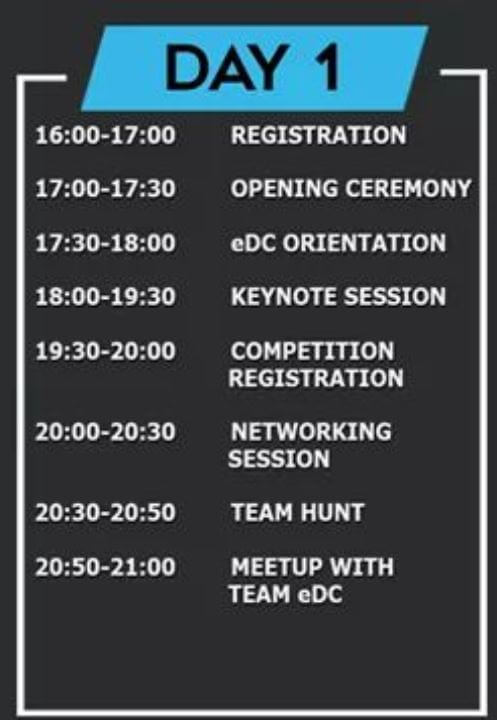 DAY 1
16:00-17:00 REGISTRATION
17:00-17:30 OPENING CEREMONY
17:30-18:00 eDC ORIENTATION
18:00-19:30 KEYNOTE SESSION
19:30-20:00 COMPETITION
REGISTRATION
20:00-20:30 NETWORKING
SESSION
20:30-20:50 TEAM HUNT
20:50-21:00 MEETUP WITH
TEAM eDC